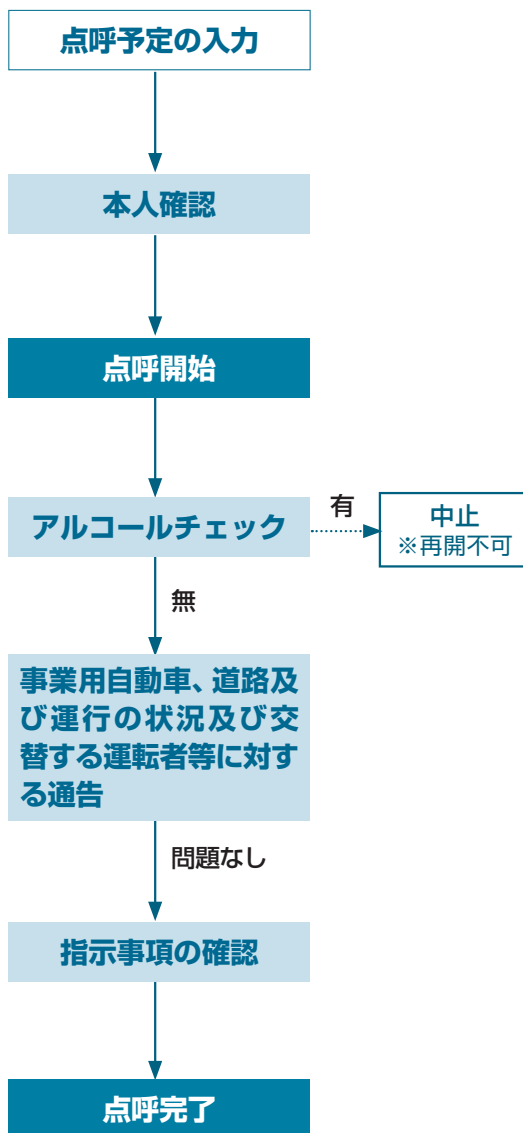 点呼予定の入力
本人確認
点呼開始
アルコールチェック
有
中止
※再開不可
無
事業用自動車、道路及
び運行の状況及び交
替する運転者等に対す
る通告
問題なし
指示事項の確認
点呼完了